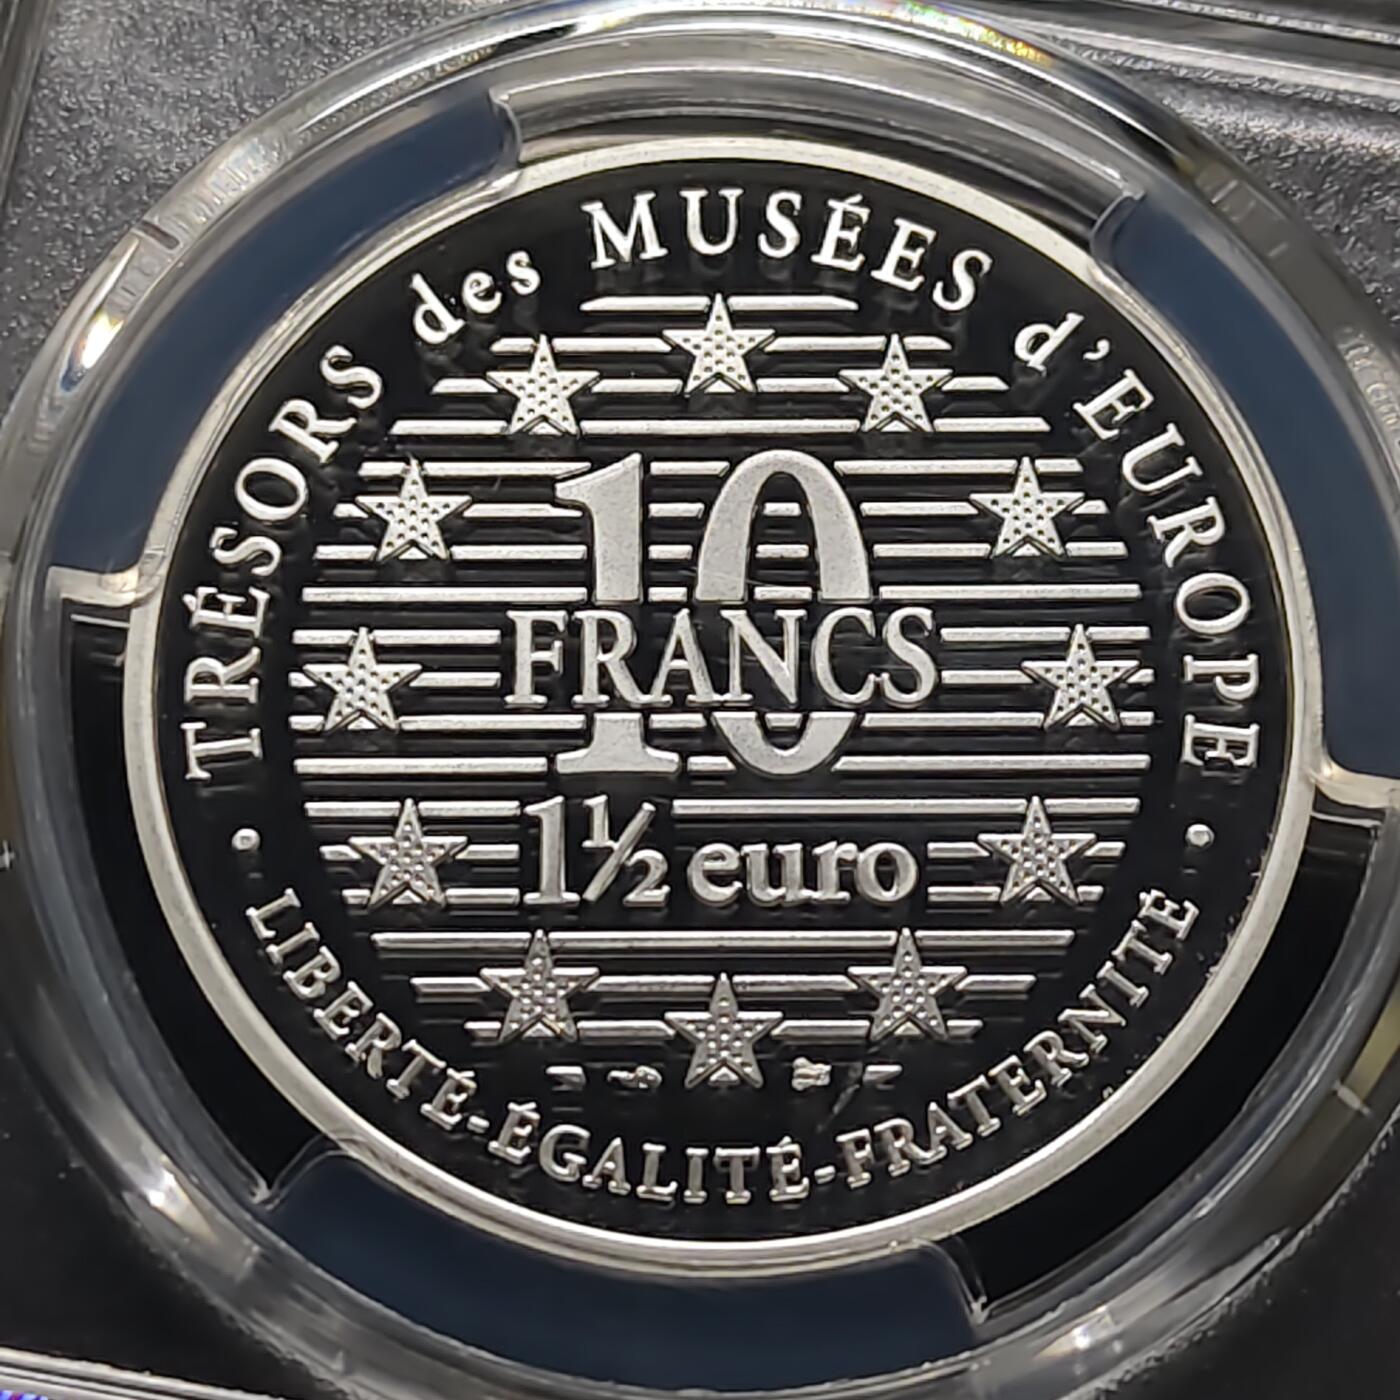 TRÉSORS des MUSÉES d'EUROPE
10
FRANCS
1½ euro
LIBERTÉ-ÉGALITÉ-FRATERNITÉ